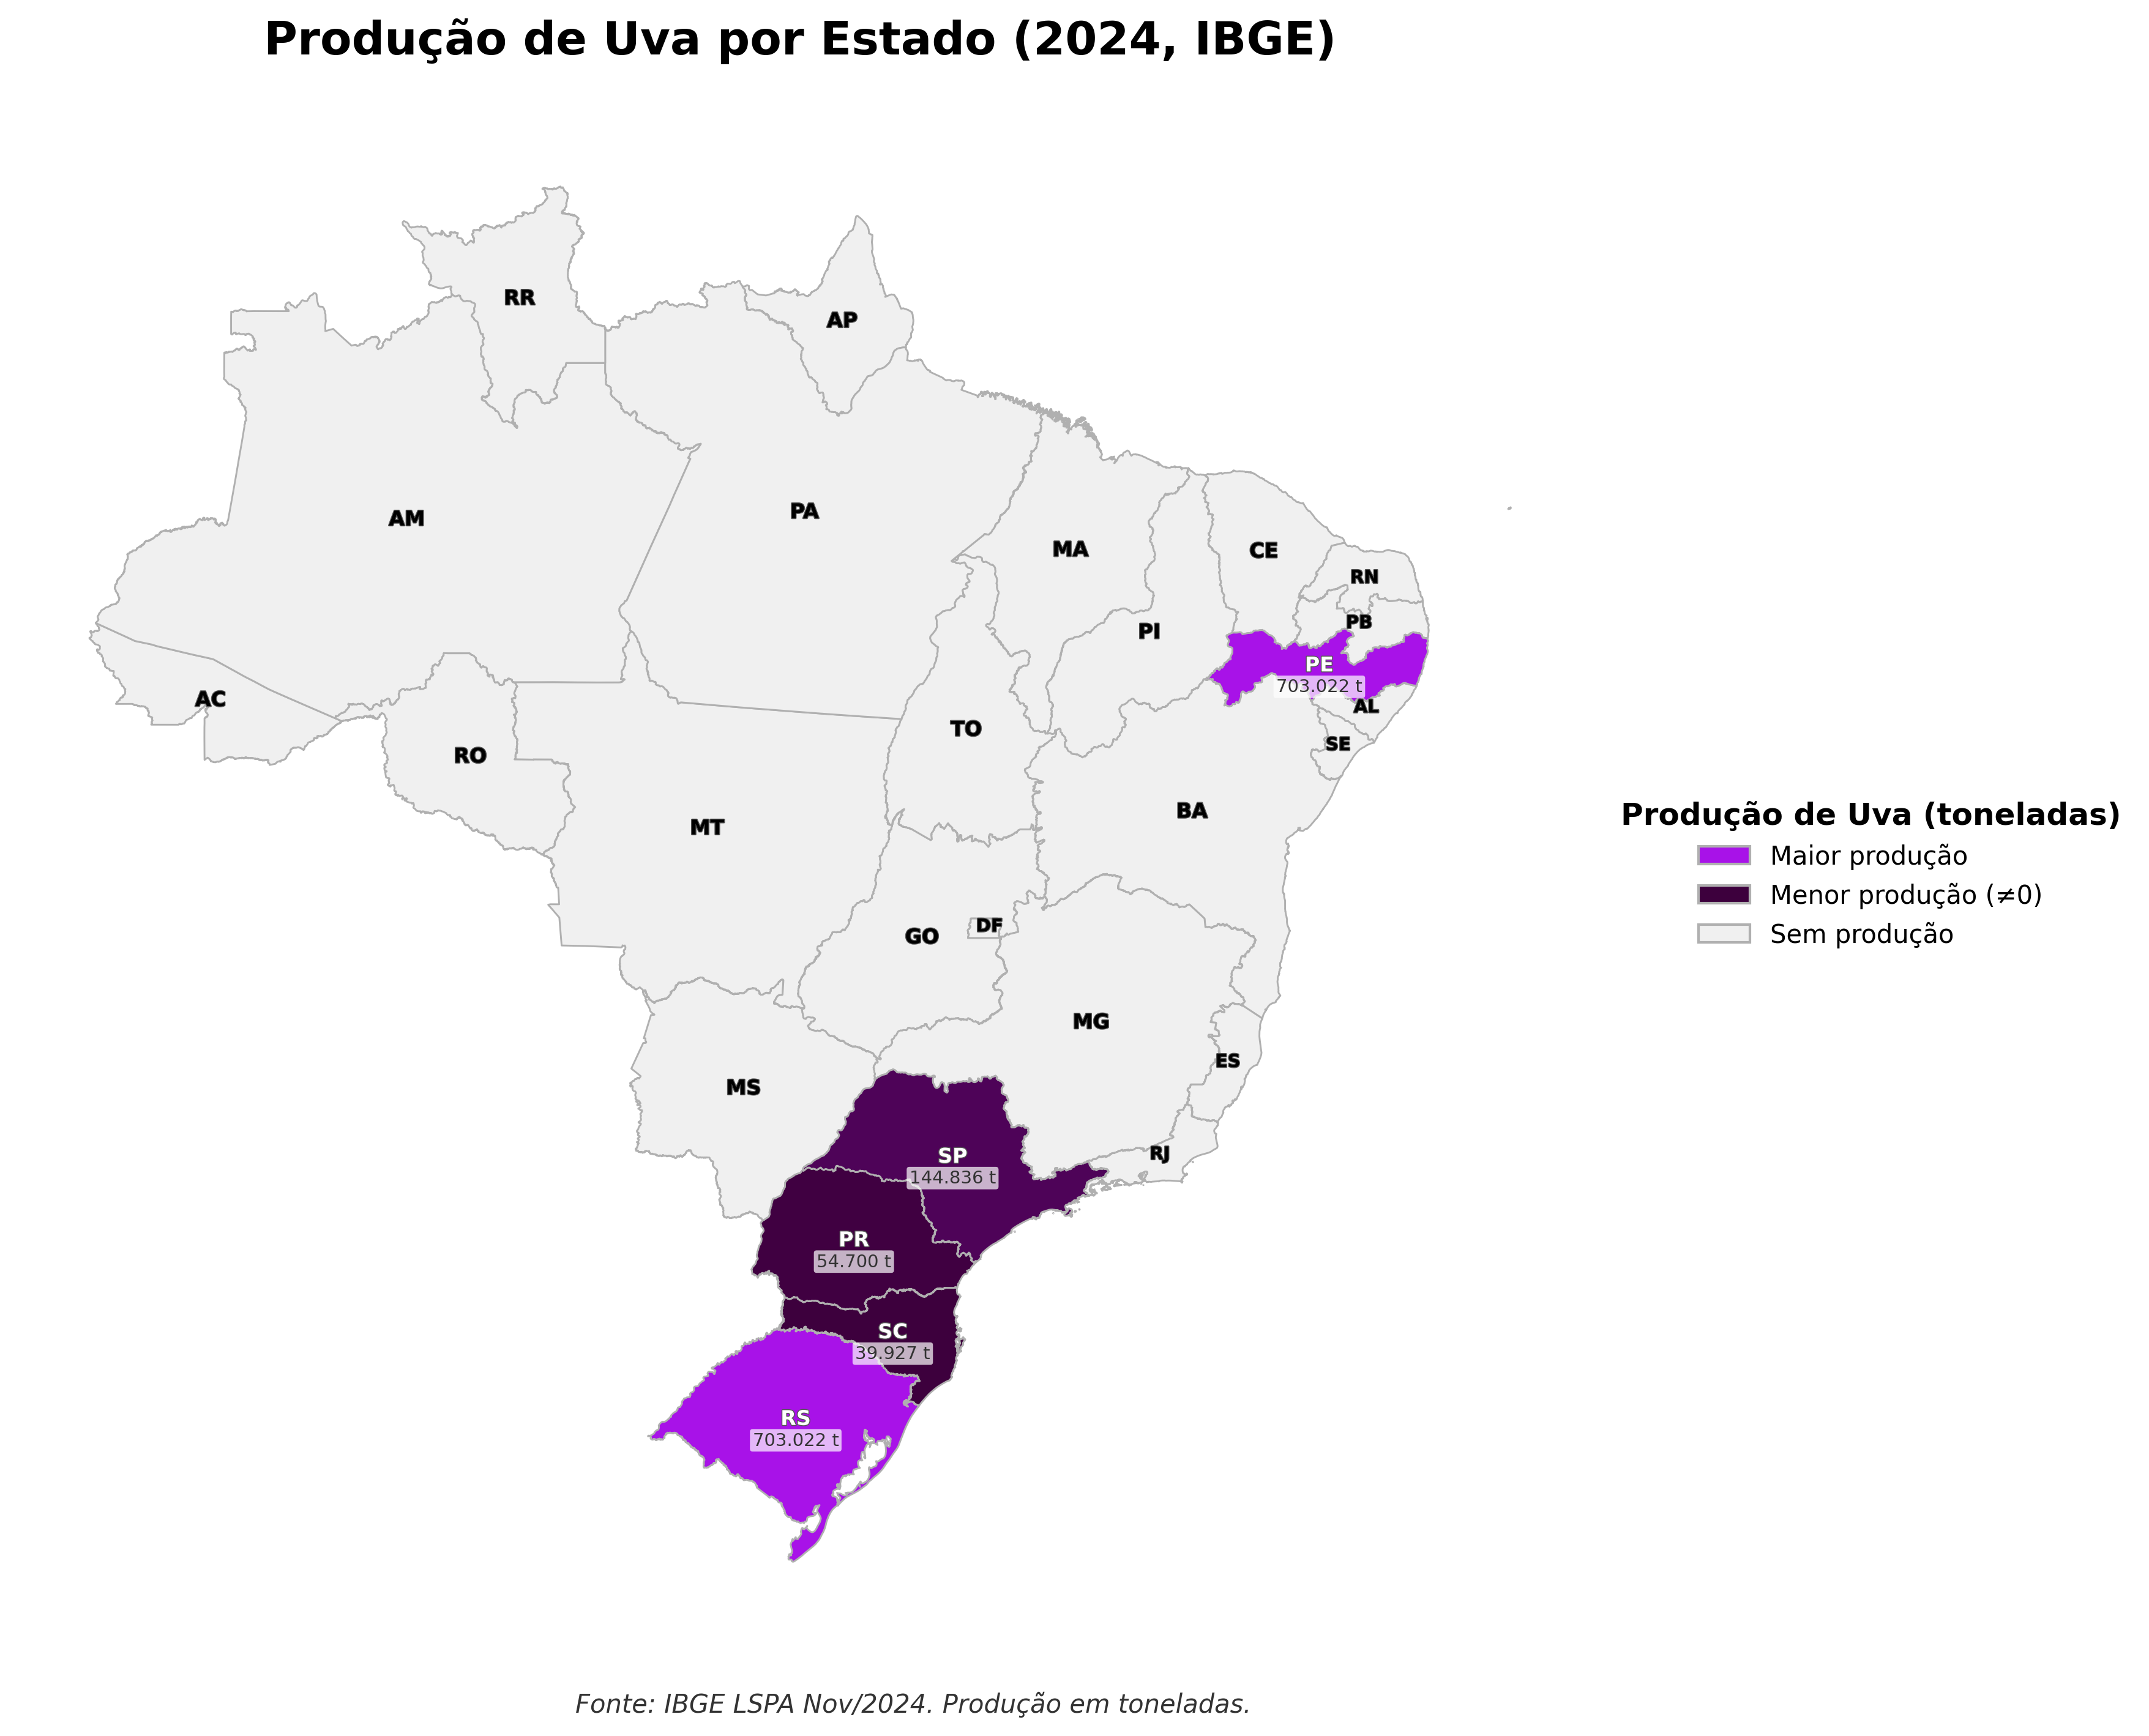 Produção de Uva por Estado (2024, IBGE)
RR
AP
AM
PA
MA
CE
RN
PB
PI
PE
703.022 t
AL
SE
AC
RO
TO
BA
MT
GO
DF
MG
ES
MS
RJ
SP
144.836 t
PR
54.700 t
SC
39.927 t
RS
703.022 t
Produção de Uva (toneladas)
Maior produção
Menor produção (≠0)
Sem produção
Fonte: IBGE LSPA Nov/2024. Produção em toneladas.